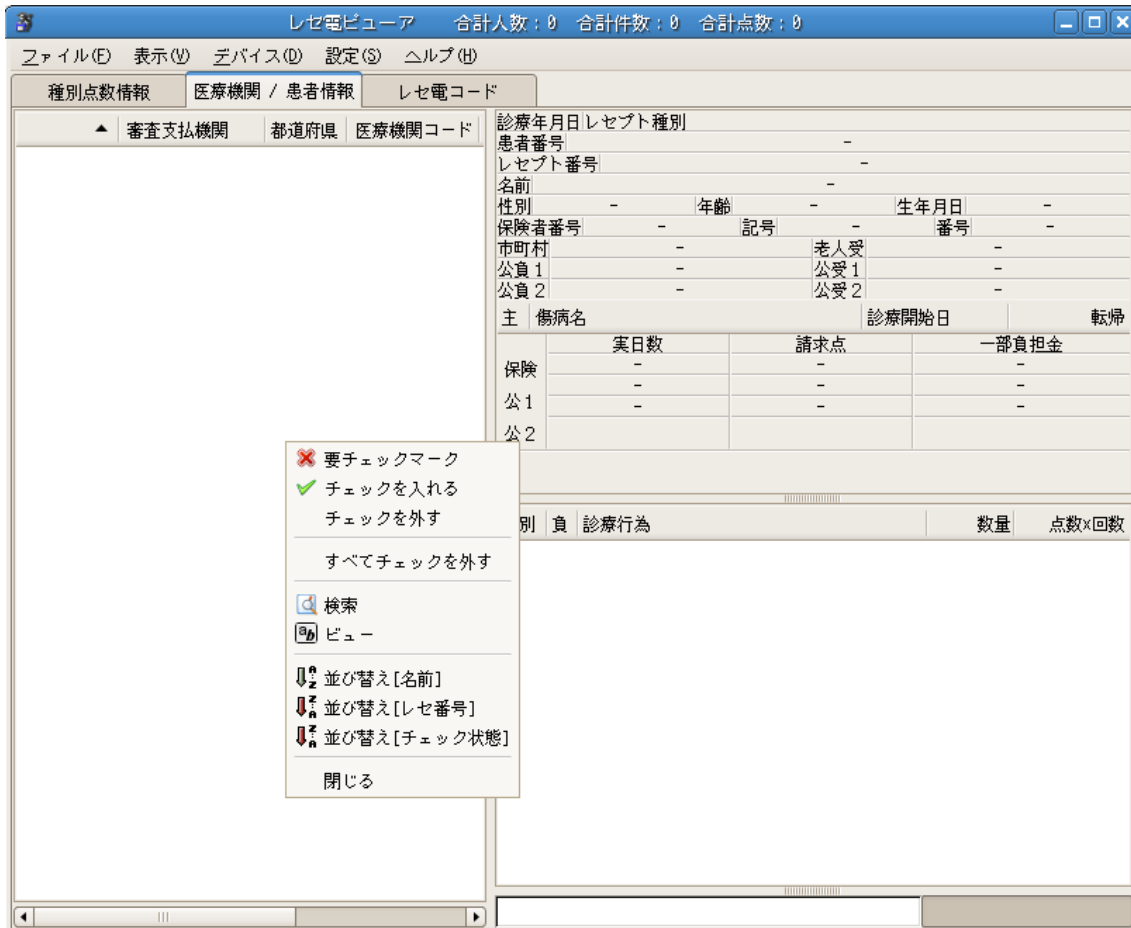 レセ電ビューア 合計人数：0 合計件数：0 合計点数：0
ファイル(F) 表示(V) デバイス(D) 設定(S) ヘルプ(H)
種別点数情報 医療機関 / 患者情報 レセ電コード
審査支払機関 都道府県 医療機関コード
診療年月日 レセプト種別
患者番号 -
レセプト番号 -
名前 -
性別 - 年齢 - 生年月日 -
保険者番号 - 記号 - 番号 -
市町村 - 老人受 -
公負１ - 公受１ -
公負２ - 公受２ -
主 傷病名 診療開始日 転帰
実日数 請求点 一部負担金
保険 - - -
- - -
公１ - - -
公２
別 負 診療行為 数量 点数x回数
要チェックマーク
チェックを入れる
チェックを外す
すべてチェックを外す
検索
ビュー
並び替え[名前]
並び替え[レセ番号]
並び替え[チェック状態]
閉じる